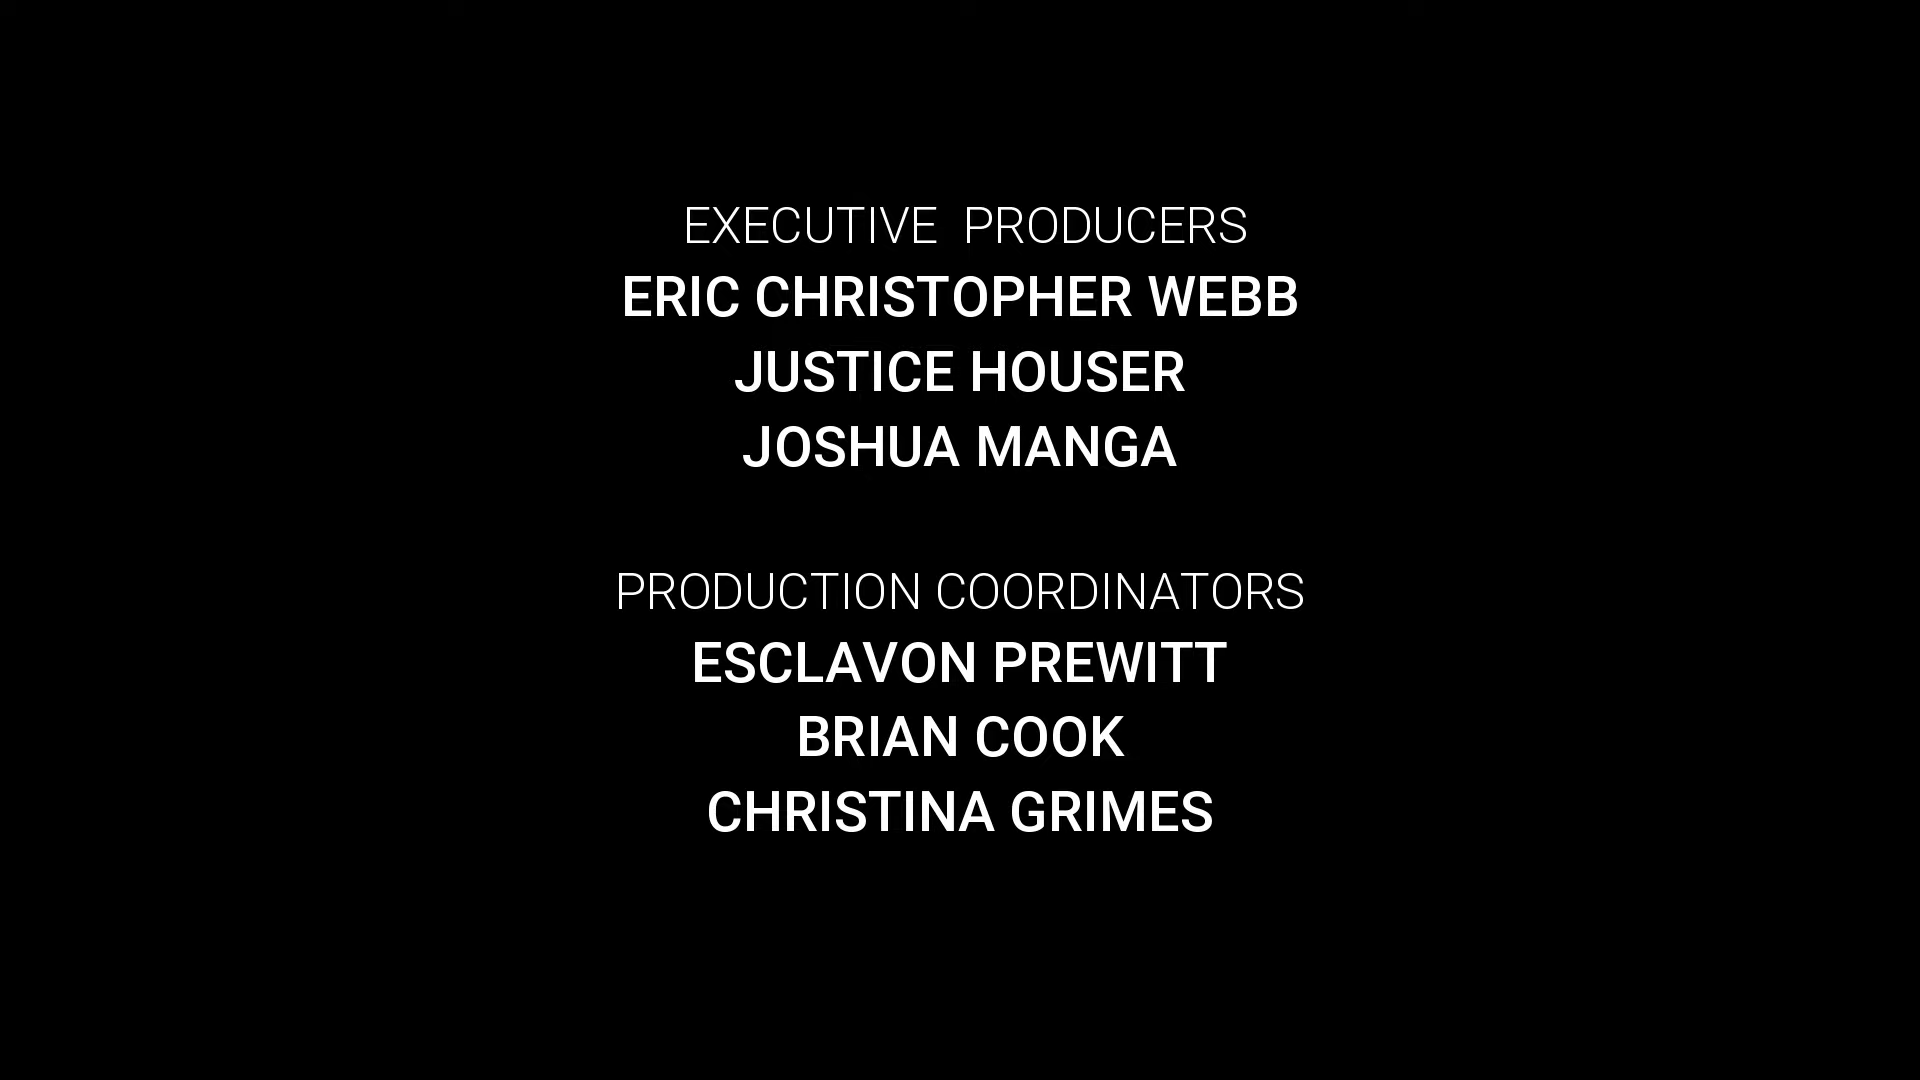 EXECUTIVE PRODUCERS
ERIC CHRISTOPHER WEBB
JUSTICE HOUSER
JOSHUA MANGA
PRODUCTION COORDINATORS
ESCLAVON PREWITT
BRIAN COOK
CHRISTINA GRIMES